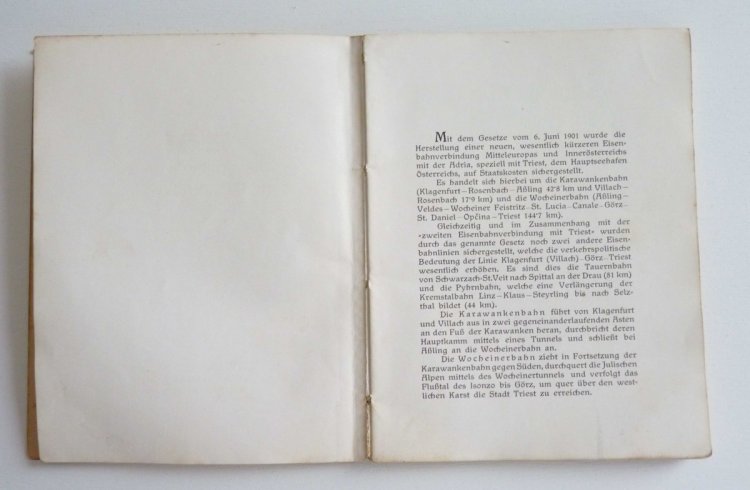 Mit dem Gesetze vom 6. Juni 1901 wurde die
Herstellung einer neuen, wesentlich kürzeren Eisen-
bahnverbindung Mitteleuropas und Innerösterreichs
mit der Adria, speziell mit Triest, dem Hauptseehafen
Österreichs, auf Staatskosten sichergestellt.
Es handelt sich hierbei um die Karawankenbahn
(Klagenfurt–Rosenbach–Aßling 42·8 km und Villach–
Rosenbach 17·9 km) und die Wocheinerbahn (Aßling–
Veldes–Wocheiner Feistritz–St. Lucia–Canale–Görz–
St. Daniel–Opčina–Triest 144·7 km).
Gleichzeitig und im Zusammenhang mit der
»zweiten Eisenbahnverbindung mit Triest« wurden
durch das genannte Gesetz noch zwei andere Eisen-
bahnlinien sichergestellt, welche die verkehrspolitische
Bedeutung der Linie Klagenfurt (Villach)–Görz–Triest
wesentlich erhöhen. Es sind dies die Tauernbahn
von Schwarzach-St. Veit nach Spittal an der Drau (81 km)
und die Pyhrnbahn, welche eine Verlängerung der
Kremstalbahn Linz–Klaus–Steyrling bis nach Selz-
thal bildet (44 km).
Die Karawankenbahn führt von Klagenfurt
und Villach aus in zwei gegeneinanderlaufenden Ästen
an den Fuß der Karawanken heran, durchbricht deren
Hauptkamm mittels eines Tunnels und schließt bei
Aßling an die Wocheinerbahn an.
Die Wocheinerbahn zieht in Fortsetzung der
Karawankenbahn gegen Süden, durchquert die Julischen
Alpen mittels des Wocheinertunnels und verfolgt das
Flußtal des Isonzo bis Görz, um quer über den west-
lichen Karst die Stadt Triest zu erreichen.